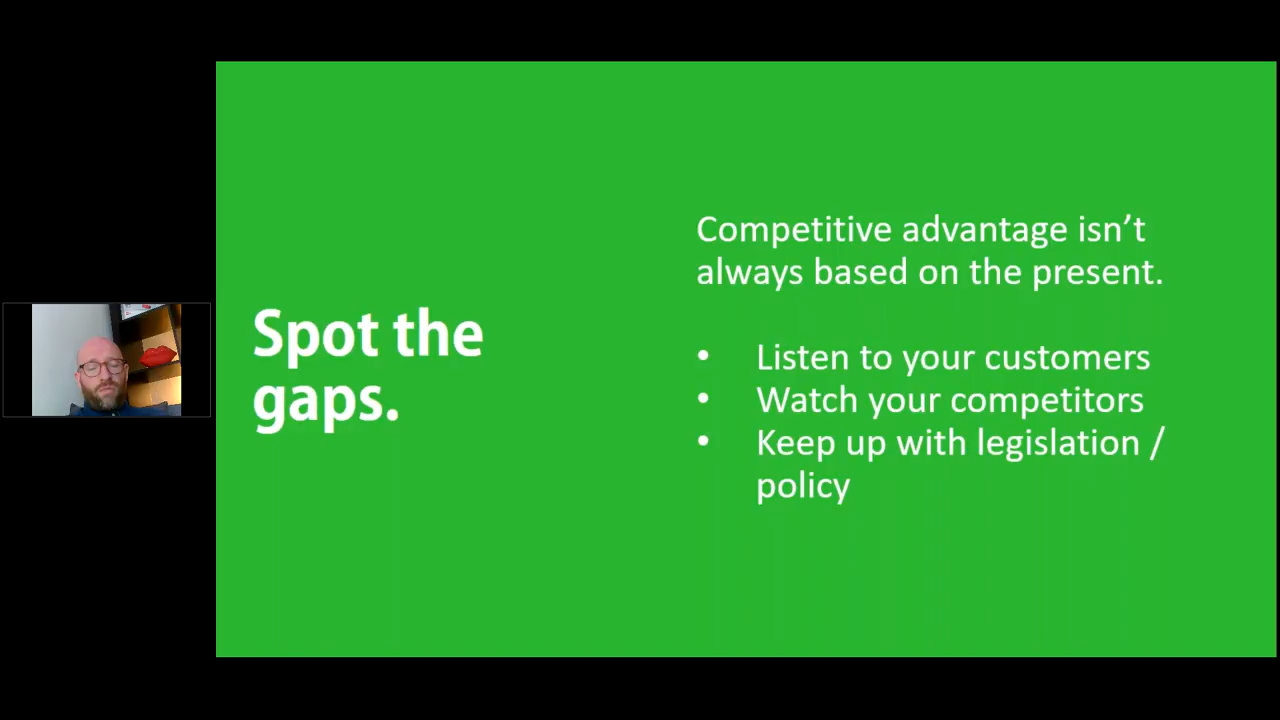 Spot the
gaps.
Competitive advantage isn’t
always based on the present.
• Listen to your customers
• Watch your competitors
• Keep up with legislation /
policy